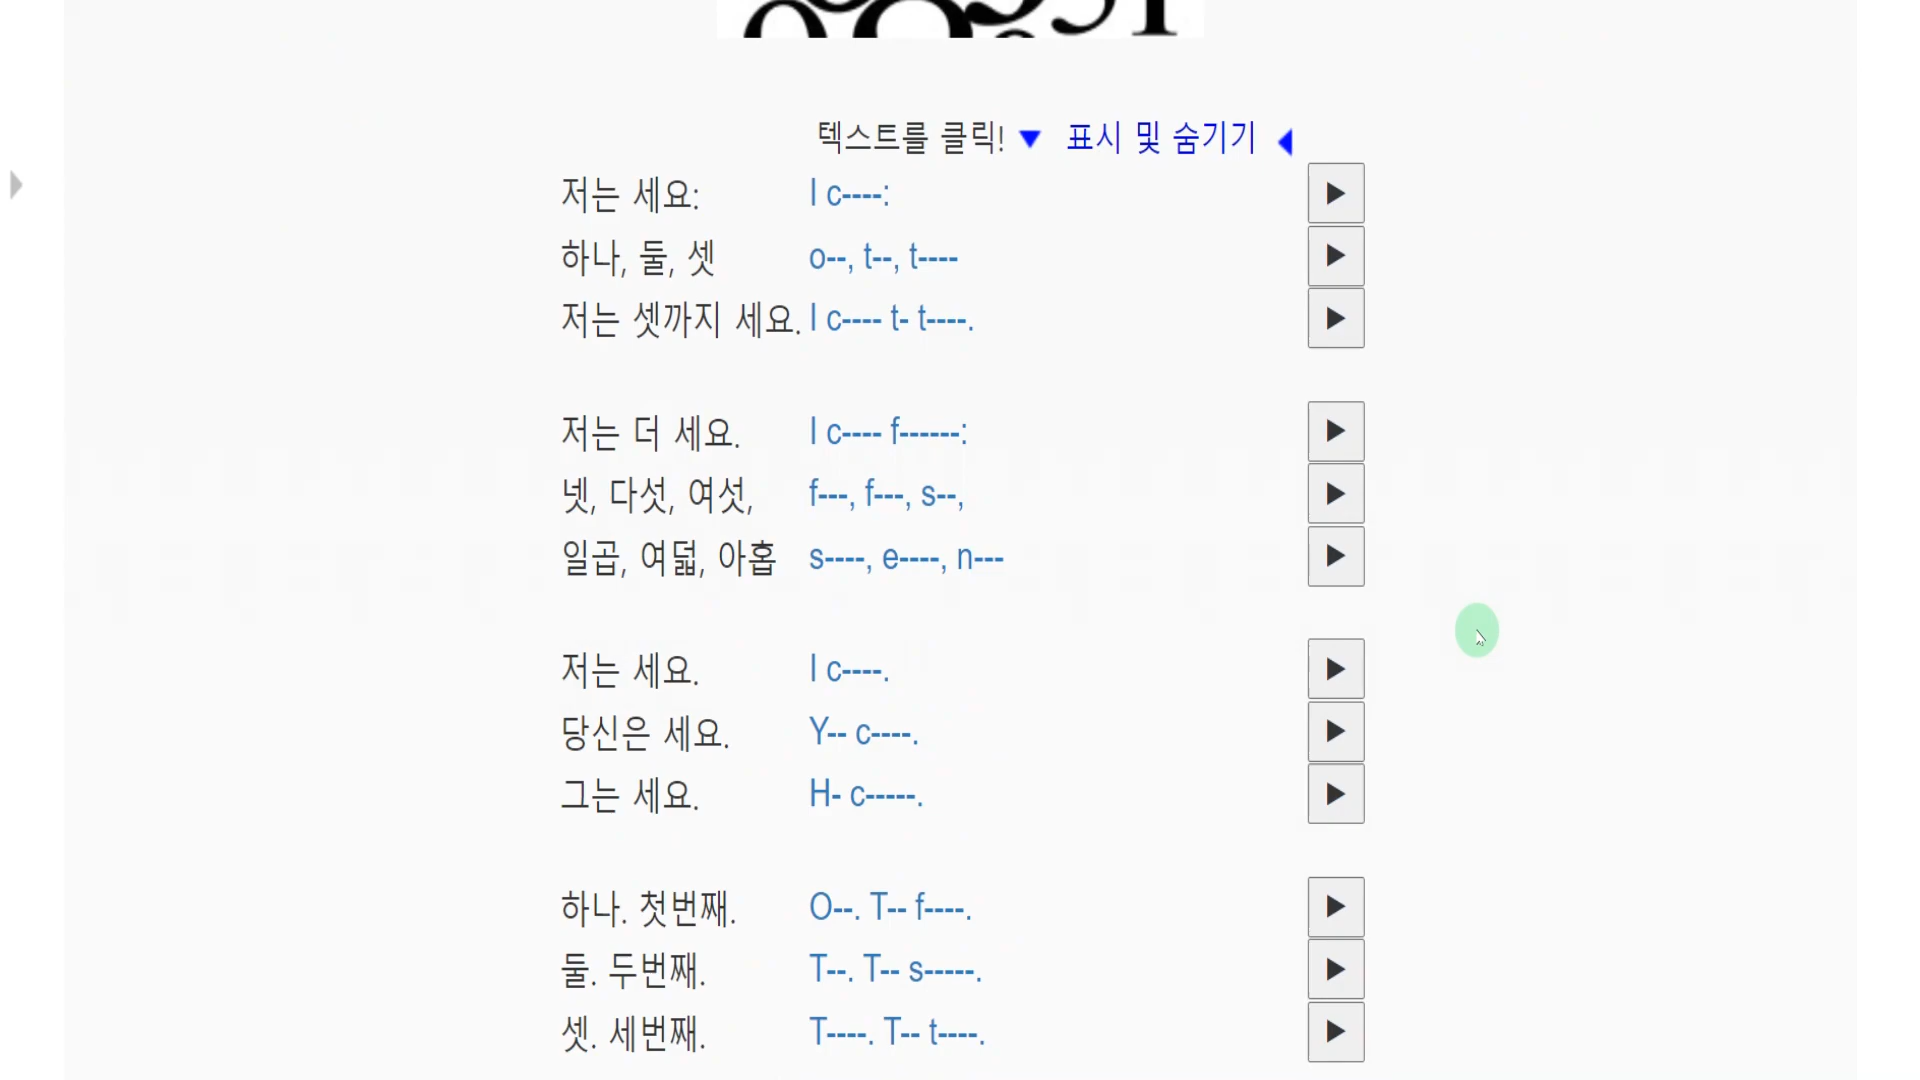 텍스트를 클릭! ▼ 표시 및 숨기기 ◀
저는 세요: I c----:
하나, 둘, 셋 o--, t--, t----
저는 셋까지 세요. I c---- t- t----.
저는 더 세요. I c---- f------:
넷, 다섯, 여섯, f---, f---, s--,
일곱, 여덟, 아홉 s----, e----, n---
저는 세요. I c----.
당신은 세요. Y-- c----.
그는 세요. H- c-----.
하나. 첫번째. O--. T-- f----.
둘. 두번째. T--. T-- s-----.
셋. 세번째. T----. T-- t----.